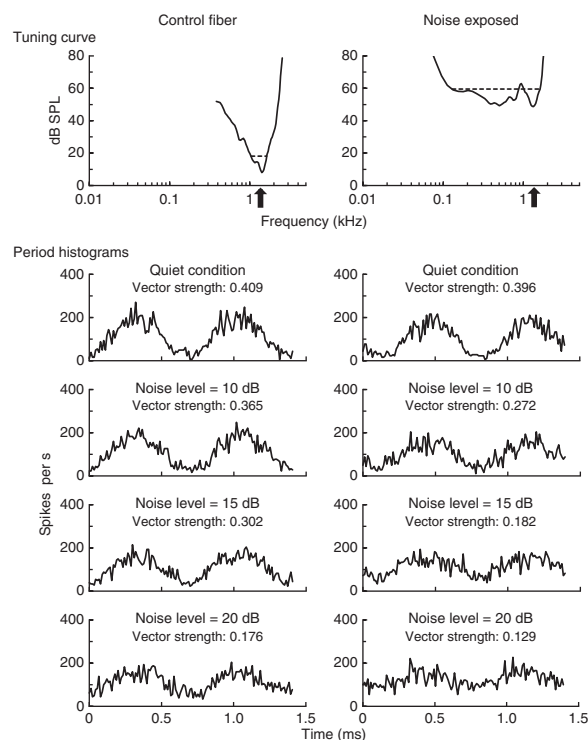 Control fiber
Noise exposed
Tuning curve
80
60
40
20
0
dB SPL
0.01
0.1
1
80
60
40
20
0
0.01
0.1
1
Frequency (kHz)
Period histograms
Quiet condition
Vector strength: 0.409
Quiet condition
Vector strength: 0.396
400
200
0
400
200
0
Noise level = 10 dB
Vector strength: 0.365
Noise level = 10 dB
Vector strength: 0.272
400
200
0
400
200
0
Spikes per s
Noise level = 15 dB
Vector strength: 0.302
Noise level = 15 dB
Vector strength: 0.182
400
200
0
400
200
0
Noise level = 20 dB
Vector strength: 0.176
Noise level = 20 dB
Vector strength: 0.129
400
200
0
400
200
0
0
0.5
1.0
1.5
0
0.5
1.0
1.5
Time (ms)